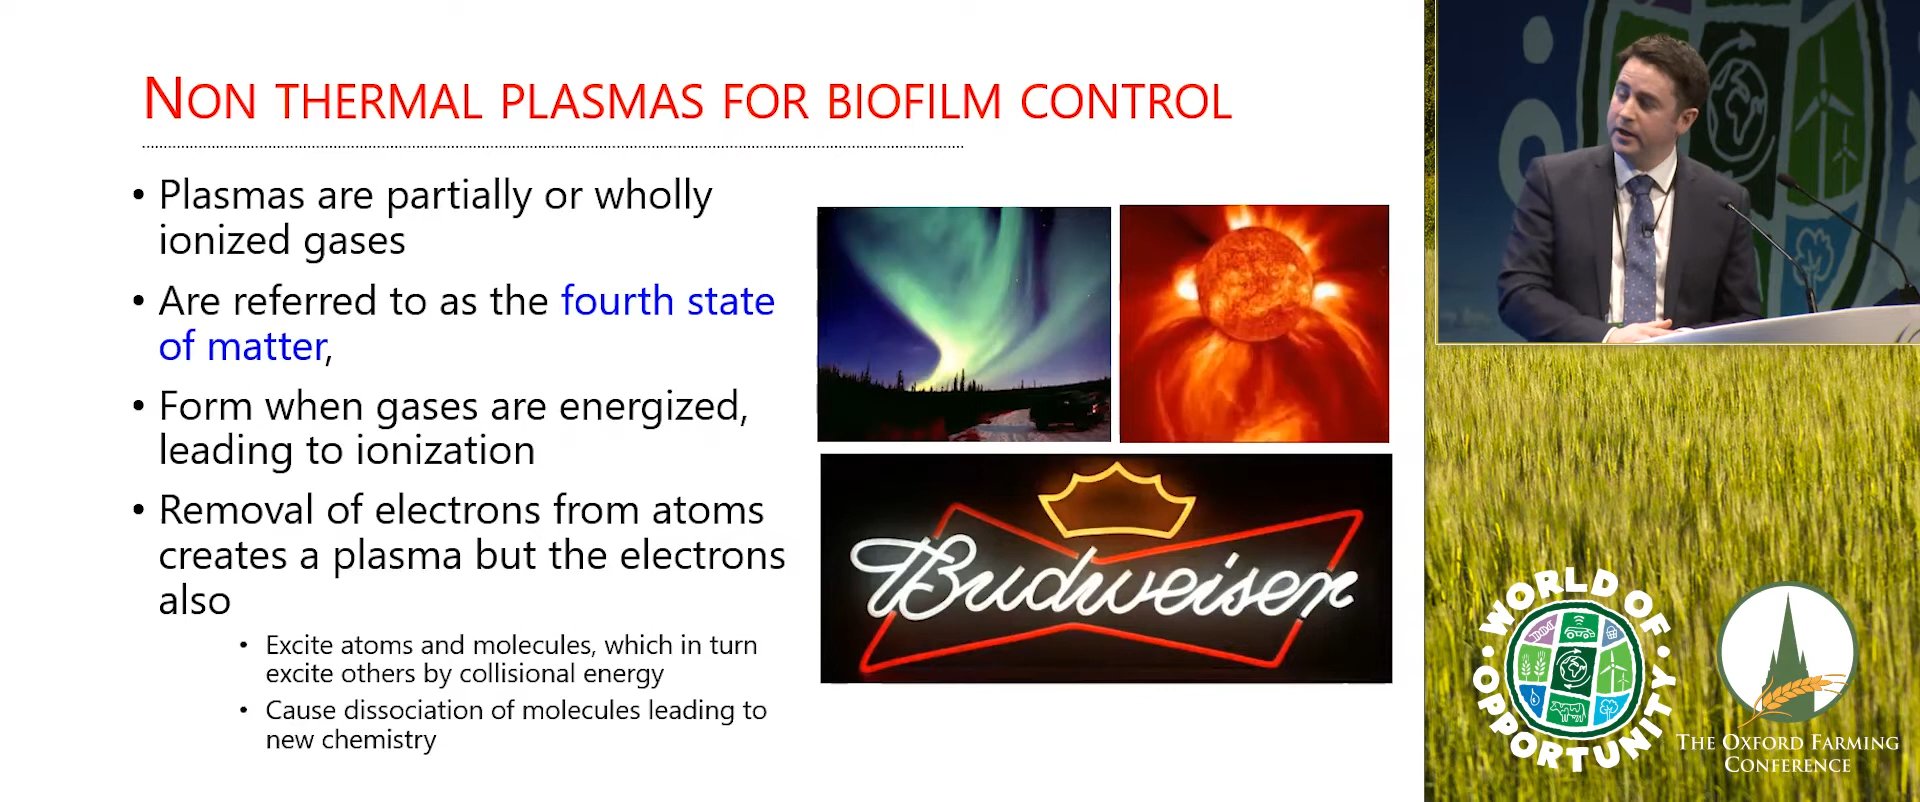 NON THERMAL PLASMAS FOR BIOFILM CONTROL
• Plasmas are partially or wholly
ionized gases
• Are referred to as the fourth state
of matter,
• Form when gases are energized,
leading to ionization
• Removal of electrons from atoms
creates a plasma but the electrons
also
• Excite atoms and molecules, which in turn
excite others by collisional energy
• Cause dissociation of molecules leading to
new chemistry
Budweiser
WORLD OF
OPPORTUNITY
THE OXFORD FARMING
CONFERENCE